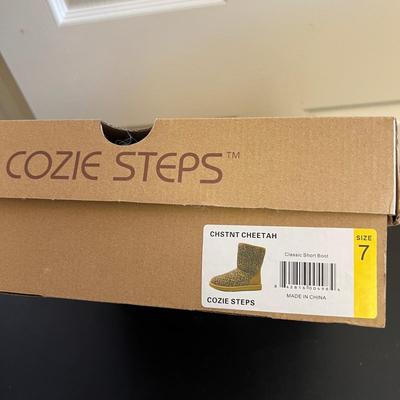 COZIE STEPS™
CHSTNT CHEETAH
SIZE
7
Classic Short Boot
COZIE STEPS
MADE IN CHINA